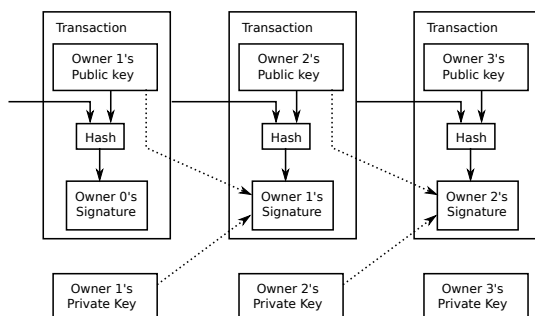 Transaction
Owner 1's
Public key
Hash
Owner 0's
Signature
Transaction
Owner 2's
Public key
Hash
Owner 1's
Signature
Transaction
Owner 3's
Public key
Hash
Owner 2's
Signature
Owner 1's
Private Key
Owner 2's
Private Key
Owner 3's
Private Key